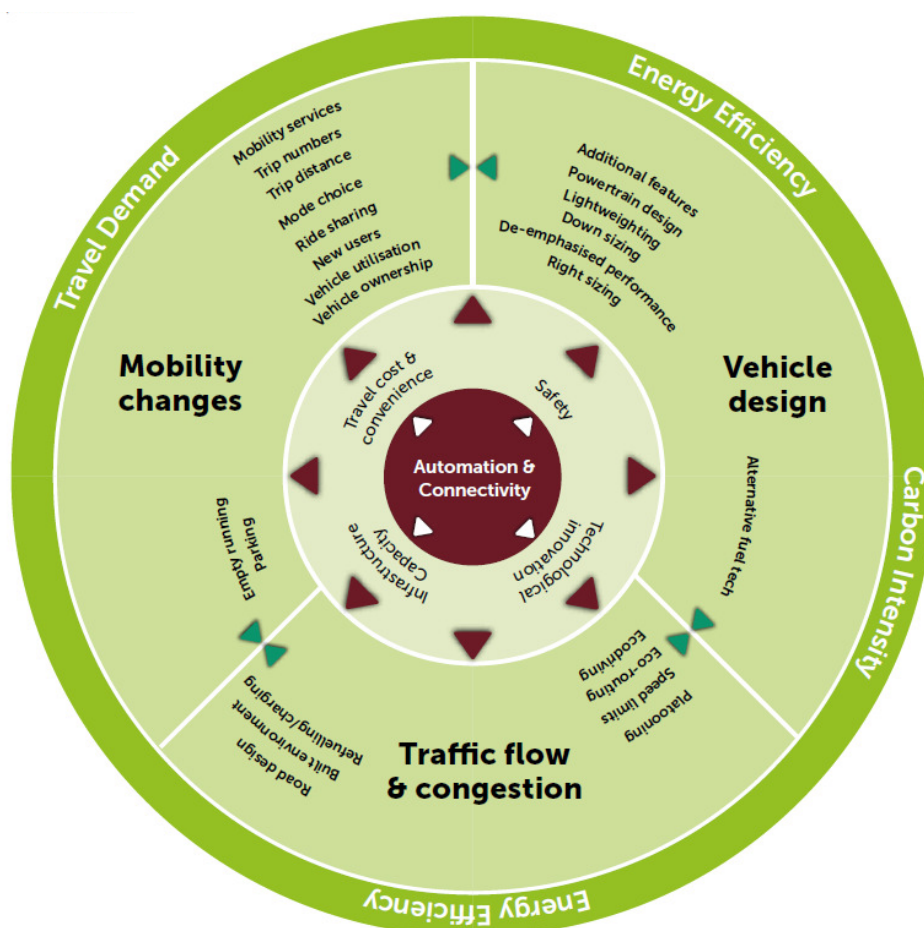 Travel Demand
Energy Efficiency
Carbon Intensity
Energy Efficiency
Mobility services
Trip numbers
Trip distance
Mode choice
Ride sharing
New users
Vehicle utilisation
Vehicle ownership
Mobility
changes
Empty running
Parking
Additional features
Powertrain design
Lightweighting
Down sizing
De-emphasised performance
Right sizing
Vehicle
design
Alternative fuel tech
Ecodriving
Eco-routing
Speed limits
Platooning
Traffic flow
& congestion
Refuelling/charging
Built environment
Road design
Travel cost &
convenience
Safety
Technological
innovation
Infrastructure
Capacity
Automation &
Connectivity